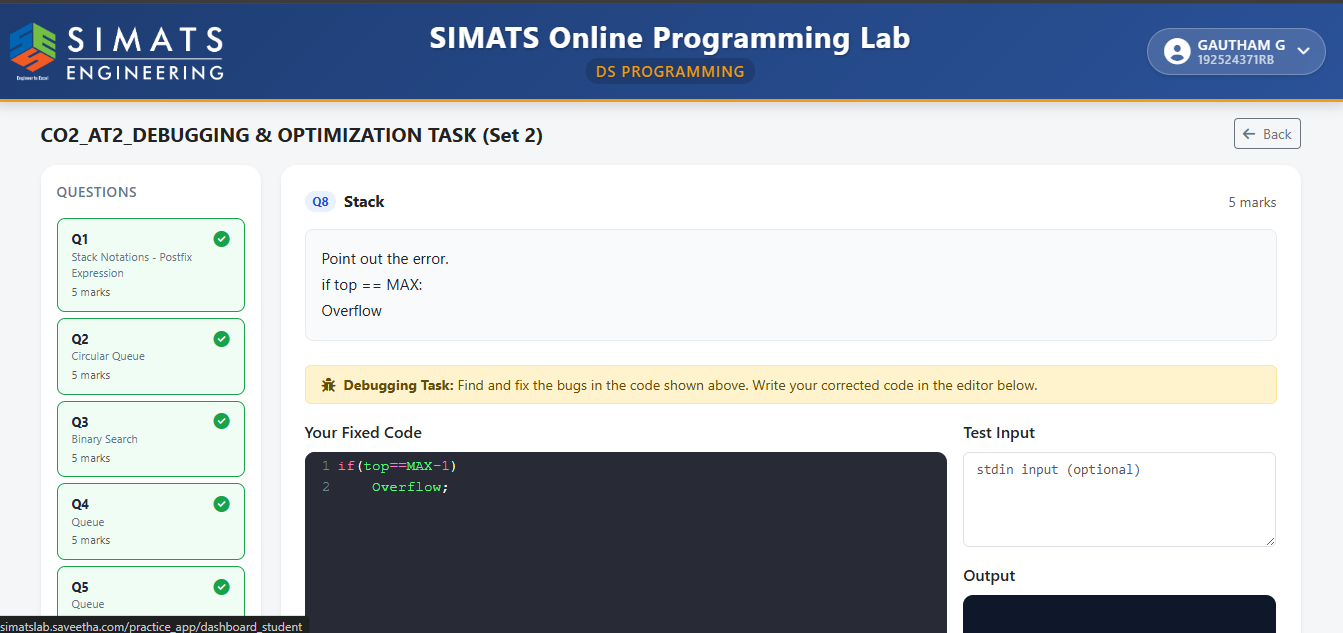 SIMATS
ENGINEERING
Engineer to Excel
SIMATS Online Programming Lab
DS PROGRAMMING
GAUTHAM G
192524371RB
CO2_AT2_DEBUGGING & OPTIMIZATION TASK (Set 2)
Back
QUESTIONS
Q1
Stack Notations - Postfix
Expression
5 marks
Q2
Circular Queue
5 marks
Q3
Binary Search
5 marks
Q4
Queue
5 marks
Q5
Queue
Q8 Stack
5 marks
Point out the error.
if top == MAX:
Overflow
Debugging Task: Find and fix the bugs in the code shown above. Write your corrected code in the editor below.
Your Fixed Code
1 if(top==MAX-1)
2     Overflow;
Test Input
stdin input (optional)
Output
simatslab.saveetha.com/practice_app/dashboard_student